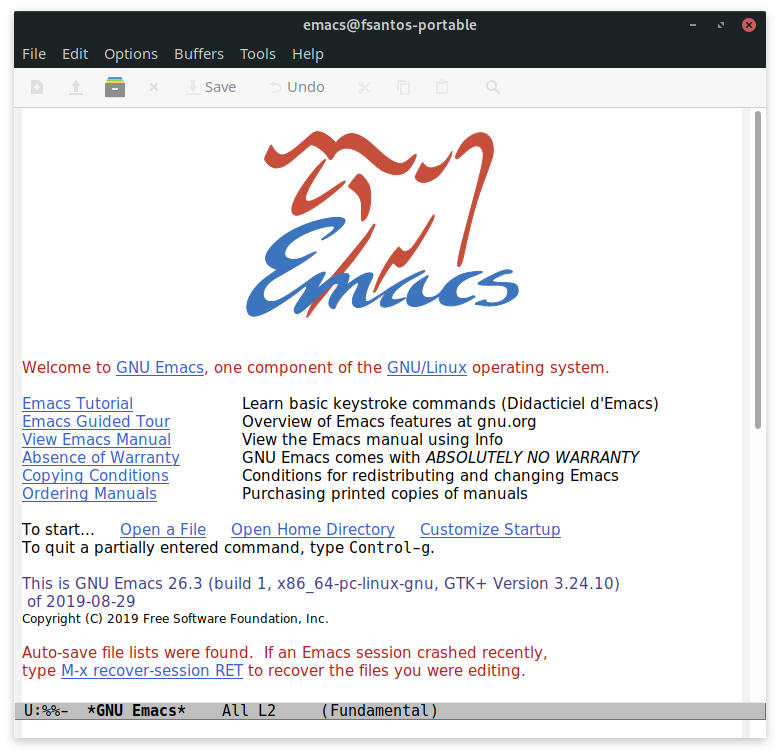 emacs@fsantos-portable
File Edit Options Buffers Tools Help
Save Undo
Emacs
Welcome to GNU Emacs, one component of the GNU/Linux operating system.
Emacs Tutorial Learn basic keystroke commands (Didacticiel d'Emacs)
Emacs Guided Tour Overview of Emacs features at gnu.org
View Emacs Manual View the Emacs manual using Info
Absence of Warranty GNU Emacs comes with ABSOLUTELY NO WARRANTY
Copying Conditions Conditions for redistributing and changing Emacs
Ordering Manuals Purchasing printed copies of manuals
To start... Open a File Open Home Directory Customize Startup
To quit a partially entered command, type Control-g.
This is GNU Emacs 26.3 (build 1, x86_64-pc-linux-gnu, GTK+ Version 3.24.10)
of 2019-08-29
Copyright (C) 2019 Free Software Foundation, Inc.
Auto-save file lists were found. If an Emacs session crashed recently,
type M-x recover-session RET to recover the files you were editing.
U:%%- *GNU Emacs* All L2 (Fundamental)